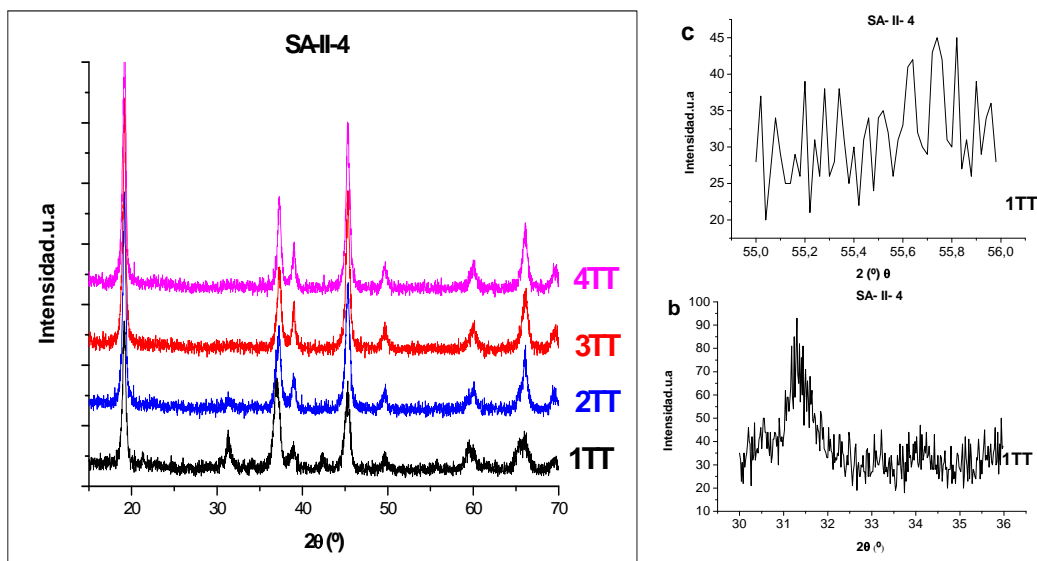 SA-II-4
Intensidad.u.a
4TT
3TT
2TT
1TT
20 30 40 50 60 70
2θ (º)
c
SA- II- 4
45
40
35
30
25
20
Intensidad.u.a
1TT
55,0 55,2 55,4 55,6 55,8 56,0
2 (º) θ
b
SA- II- 4
100
90
80
70
60
50
40
30
20
10
Intensidad.u.a
1TT
30 31 32 33 34 35 36
2θ (º)